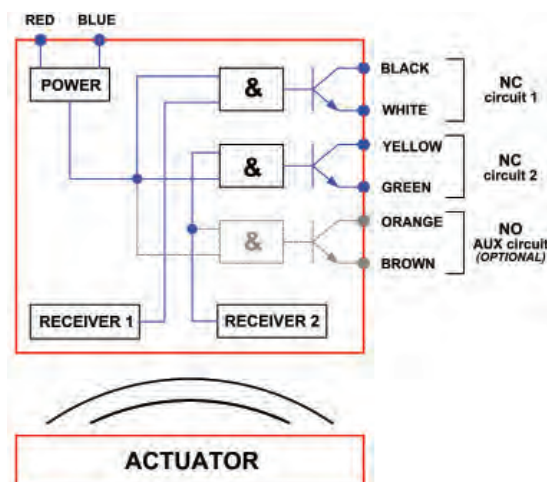 RED BLUE
POWER
&
BLACK
WHITE
NC
circuit 1
&
YELLOW
GREEN
NC
circuit 2
&
ORANGE
BROWN
NO
AUX circuit
(OPTIONAL)
RECEIVER 1
RECEIVER 2
ACTUATOR